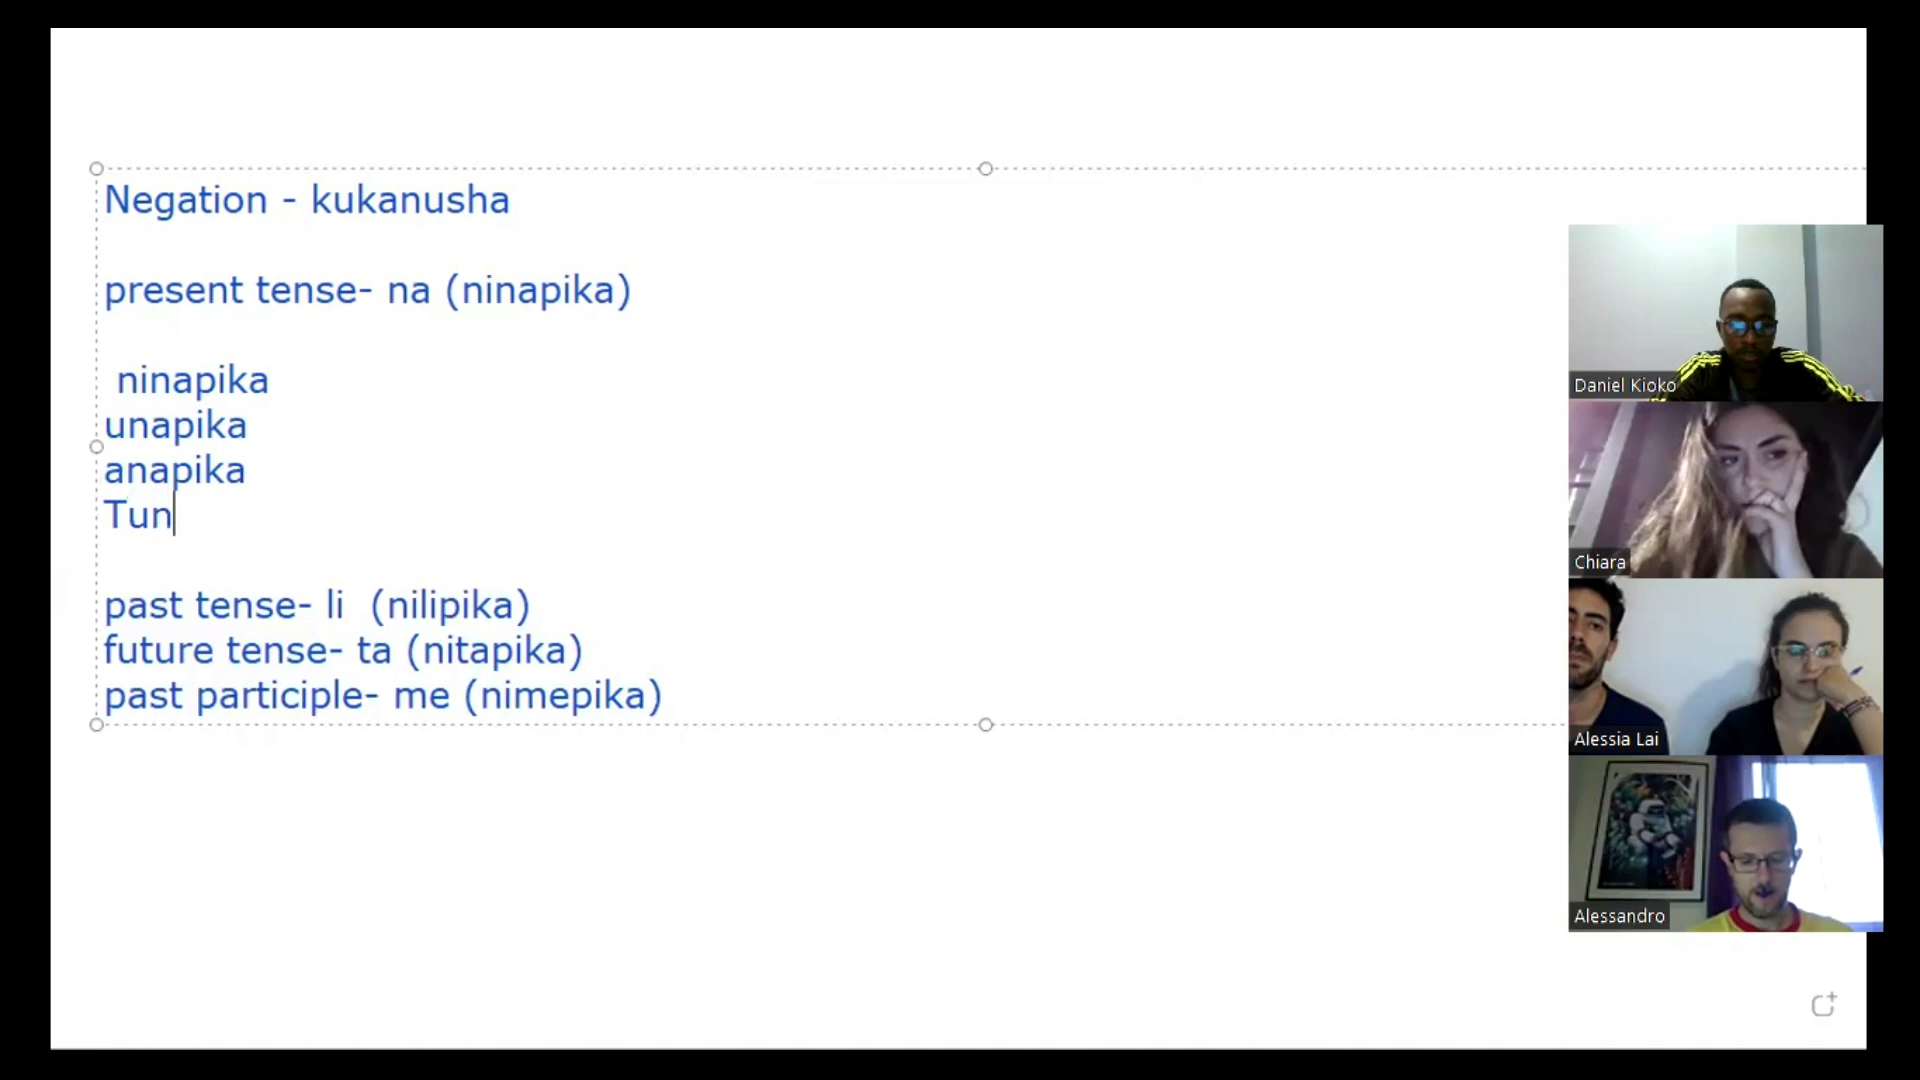 Negation - kukanusha
present tense- na (ninapika)
ninapika
unapika
anapika
Tun
past tense- li (nilipika)
future tense- ta (nitapika)
past participle- me (nimepika)
Daniel Kioko
Chiara
Alessia Lai
Alessandro